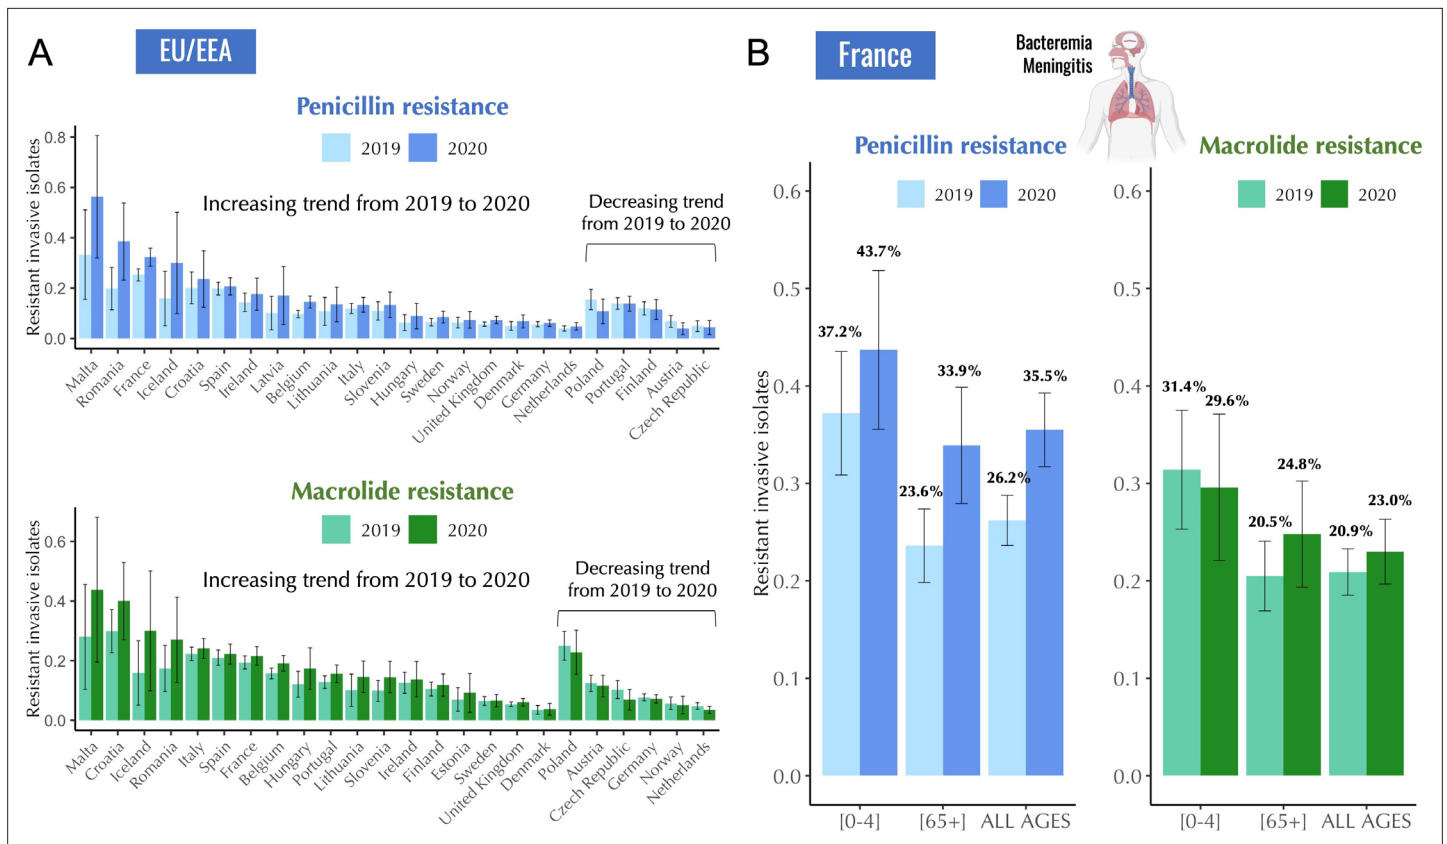 A
EU/EEA
Penicillin resistance
2019 2020
Increasing trend from 2019 to 2020
Decreasing trend
from 2019 to 2020
Resistant invasive isolates
0.8
0.6
0.4
0.2
0.0
Malta
Romania
France
Iceland
Croatia
Spain
Ireland
Latvia
Belgium
Lithuania
Italy
Slovenia
Hungary
Sweden
Norway
United Kingdom
Denmark
Germany
Netherlands
Poland
Portugal
Finland
Austria
Czech Republic
Macrolide resistance
2019 2020
Increasing trend from 2019 to 2020
Decreasing trend
from 2019 to 2020
Resistant invasive isolates
0.6
0.4
0.2
0.0
Malta
Croatia
Iceland
Romania
Italy
Spain
France
Belgium
Hungary
Portugal
Lithuania
Slovenia
Ireland
Finland
Estonia
Sweden
United Kingdom
Denmark
Poland
Austria
Czech Republic
Germany
Norway
Netherlands
B
France
Bacteremia
Meningitis
Penicillin resistance
2019 2020
Resistant invasive isolates
0.6
0.5
0.4
0.3
0.2
0.1
0.0
37.2%
43.7%
23.6%
33.9%
26.2%
35.5%
[0-4] [65+] ALL AGES
Macrolide resistance
2019 2020
0.6
0.5
0.4
0.3
0.2
0.1
0.0
31.4%
29.6%
20.5%
24.8%
20.9%
23.0%
[0-4] [65+] ALL AGES